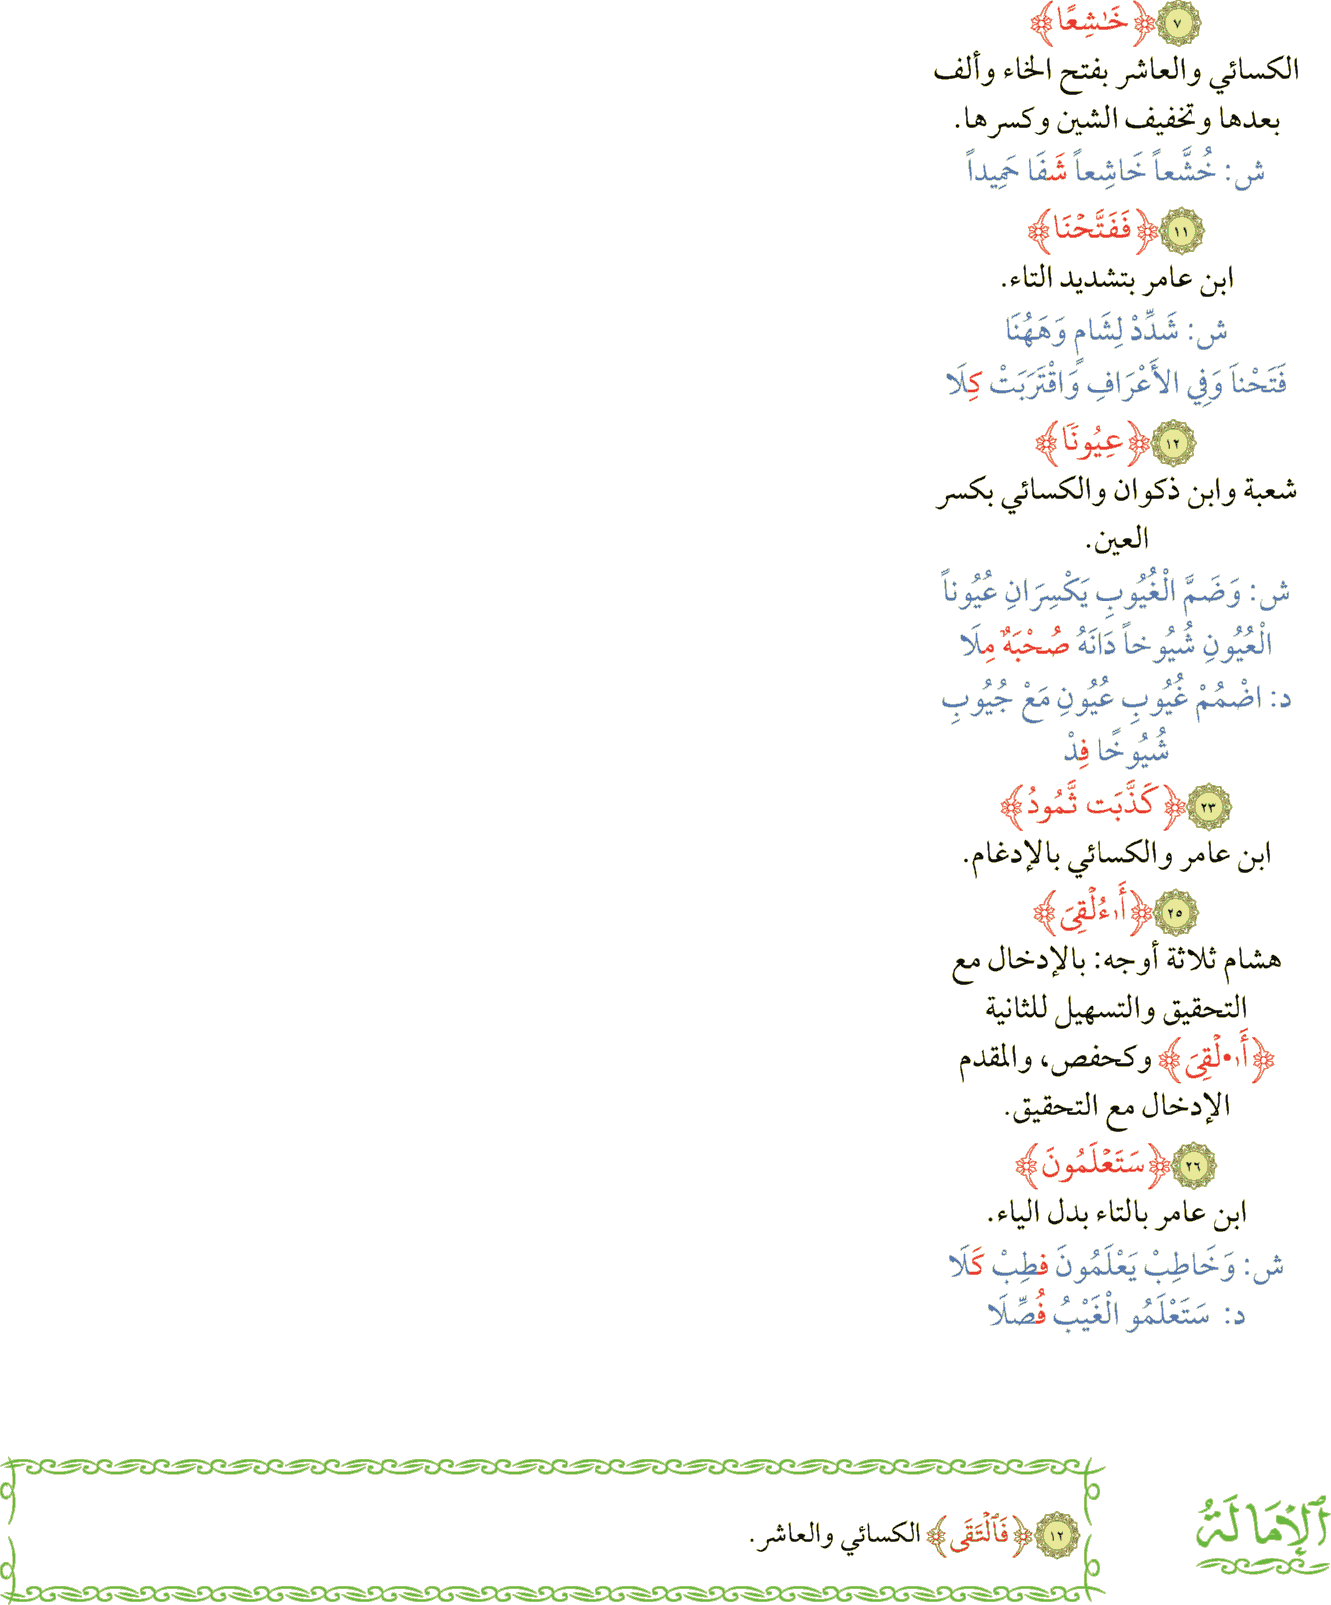 ٧ ﴿خَٰشِعًا﴾
الكسائي والعاشر بفتح الخاء وألف
بعدها وتخفيف الشين وكسرها.
ش: خُشَّعاً خَاشِعاً شَفَا حَمِيداً
١١ ﴿فَفَتَّحْنَا﴾
ابن عامر بتشديد التاء.
ش: شَدِّدْ لِشَامٍ وَهَهُنَا
فَتَحْناَ وَفِي الأَعْرَافِ وَاقْتَرَبَتْ كِلَا
١٢ ﴿عِيُونٗا﴾
شعبة وابن ذكوان والكسائي بكسر
العين.
ش: وَضَمَّ الْغُيُوبِ يَكْسِرَانِ عُيُوناً
الْعُيُونِ شُيُوخاً دَانَهُ صُحْبَةٌ مِلَا
د: اضْمُمْ غُيُوبِ عُيُونِ مَعْ جُيُوبِ
شُيُوخًا فِدْ
٢٣ ﴿كَذَّبَت ثَّمُودُ﴾
ابن عامر والكسائي بالإدغام.
٢٥ ﴿أَا۟ءُلۡقِيَ﴾
هشام ثلاثة أوجه: بالإدخال مع
التحقيق والتسهيل للثانية
﴿أَا•لۡقِيَ﴾ وكحفص، والمقدم
الإدخال مع التحقيق.
٢٦ ﴿سَتَعۡلَمُونَ﴾
ابن عامر بالتاء بدل الياء.
ش: وَخَاطِبْ يَعْلَمُونَ فَطِبْ كَلَا
د: سَتَعْلَمُو الْغَيْبُ فُصِّلَا
الإمَالَةُ
١٢ ﴿فَٱلۡتَقَى﴾ الكسائي والعاشر.